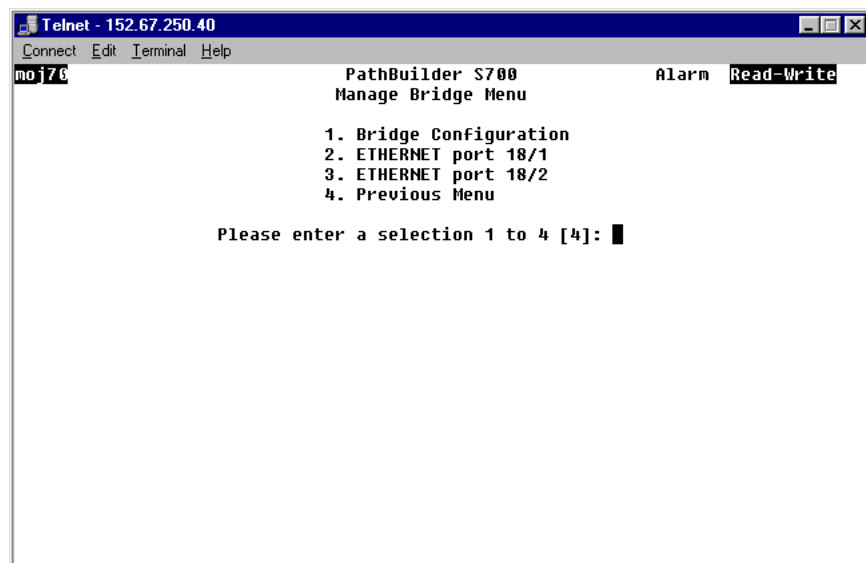 Telnet - 152.67.250.40
Connect Edit Terminal Help
moj70 PathBuilder S700 Alarm Read-Write
Manage Bridge Menu
1. Bridge Configuration
2. ETHERNET port 18/1
3. ETHERNET port 18/2
4. Previous Menu
Please enter a selection 1 to 4 [4]: